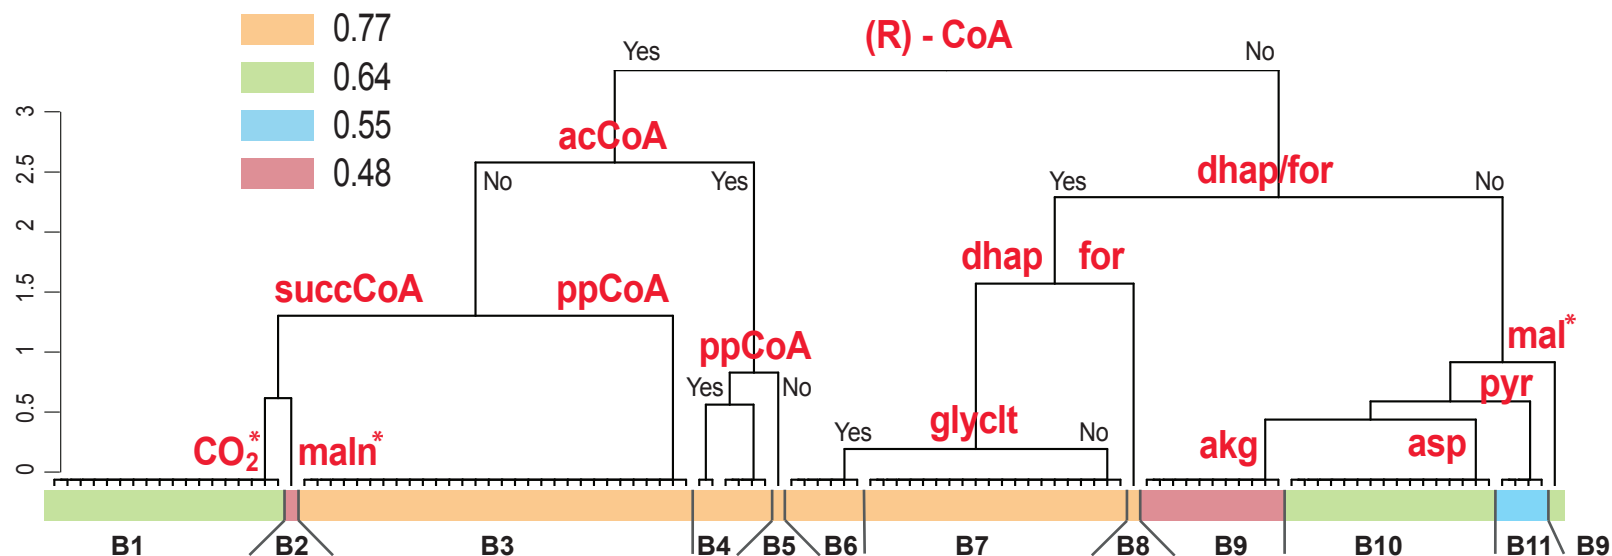 0.77
0.64
0.55
0.48
(R) - CoA
Yes
No
acCoA
No
Yes
dhap/for
Yes
No
dhap
for
succCoA
ppCoA
ppCoA
Yes
No
mal*
pyr
glyclt
Yes
No
akg
asp
CO2*
maln*
3
2.5
2
1.5
1
0.5
0
B1
B2
B3
B4
B5
B6
B7
B8
B9
B10
B11
B9